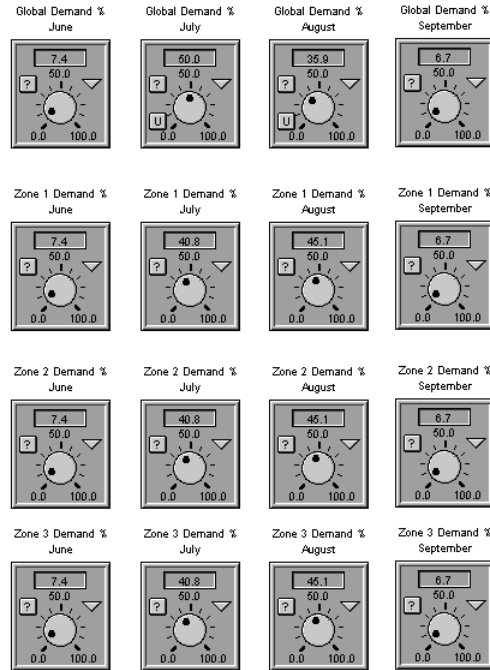 Global Demand % Global Demand % Global Demand % Global Demand %
June July August September
7.4 50.0 35.9 6.7
50.0 50.0 50.0 50.0
? ? ? ?
U U
0.0 100.0 0.0 100.0 0.0 100.0 0.0 100.0
Zone 1 Demand % Zone 1 Demand % Zone 1 Demand % Zone 1 Demand %
June July August September
7.4 40.8 45.1 6.7
50.0 50.0 50.0 50.0
? ? ? ?
0.0 100.0 0.0 100.0 0.0 100.0 0.0 100.0
Zone 2 Demand % Zone 2 Demand % Zone 2 Demand % Zone 2 Demand %
June July August September
7.4 40.8 45.1 6.7
50.0 50.0 50.0 50.0
? ? ? ?
0.0 100.0 0.0 100.0 0.0 100.0 0.0 100.0
Zone 3 Demand % Zone 3 Demand % Zone 3 Demand % Zone 3 Demand %
June July August September
7.4 40.8 45.1 6.7
50.0 50.0 50.0 50.0
? ? ? ?
0.0 100.0 0.0 100.0 0.0 100.0 0.0 100.0